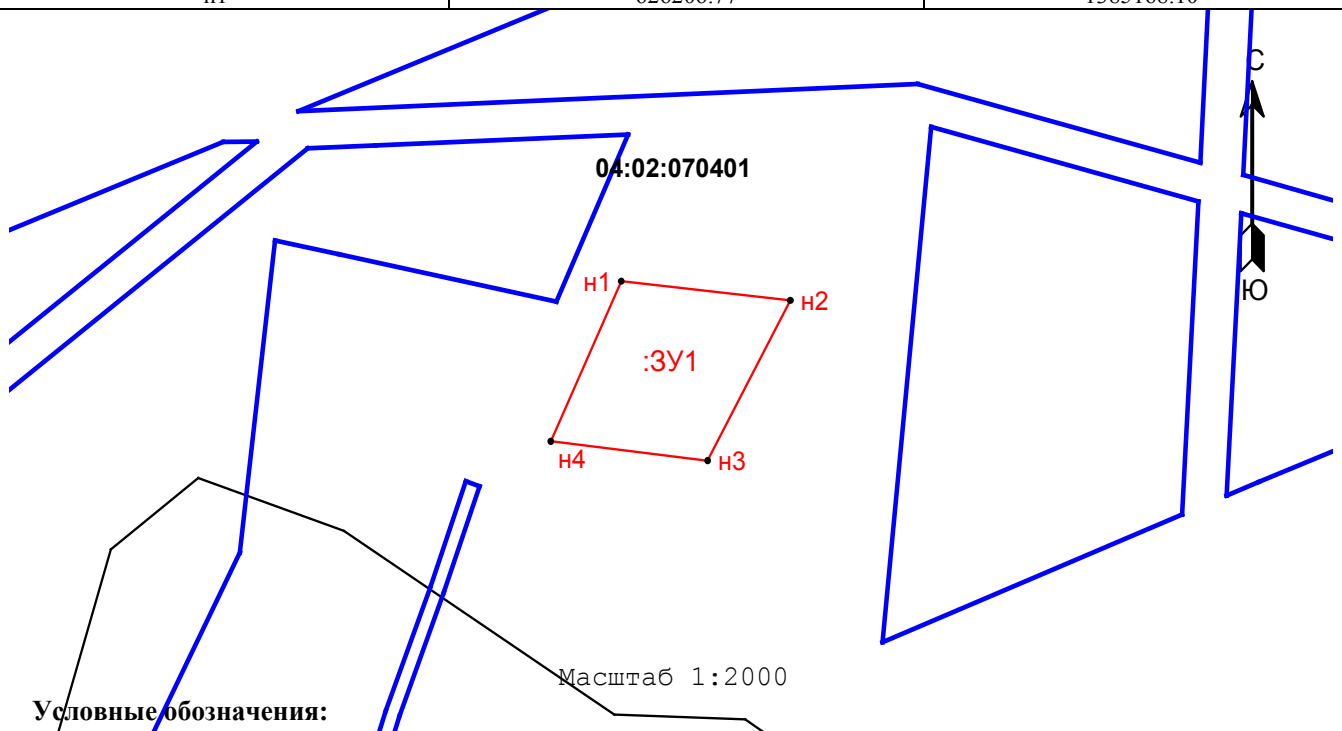 С
04:02:070401
н1
н2
Ю
:ЗУ1
н4
н3
Масштаб 1:2000
Условные обозначения: